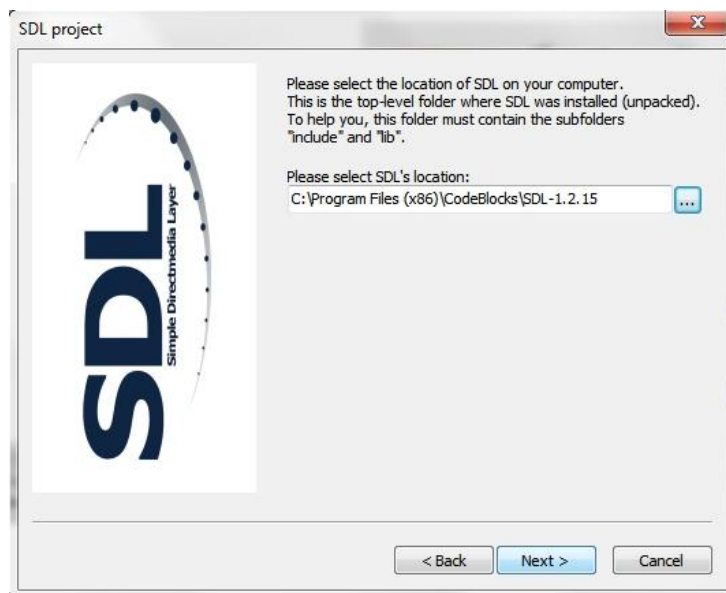 SDL project
Please select the location of SDL on your computer.
This is the top-level folder where SDL was installed (unpacked).
To help you, this folder must contain the subfolders
"include" and "lib".
Please select SDL's location:
C:\Program Files (x86)\CodeBlocks\SDL-1.2.15
...
SDL
Simple Directmedia Layer
< Back
Next >
Cancel